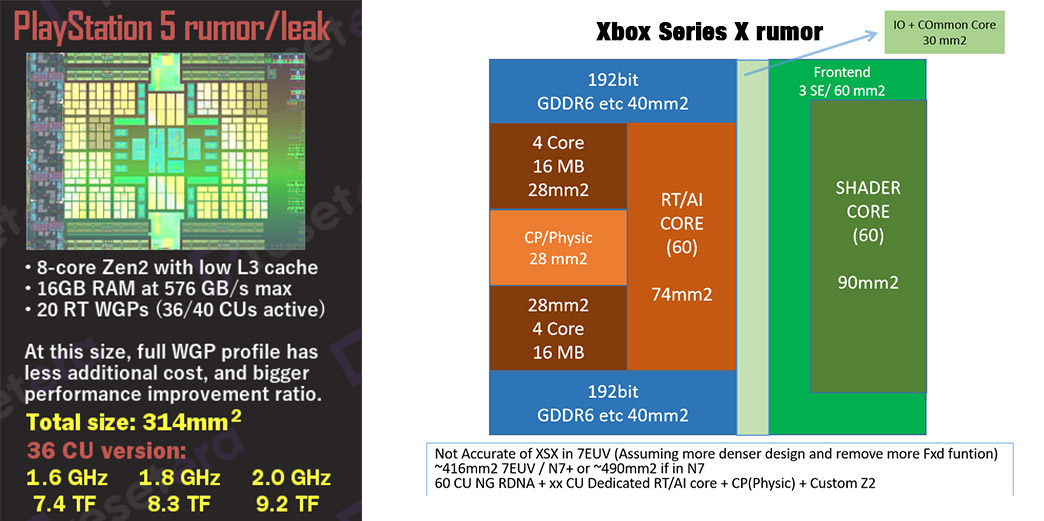 PlayStation 5 rumor/leak
• 8-core Zen2 with low L3 cache
• 16GB RAM at 576 GB/s max
• 20 RT WGPs (36/40 CUs active)
At this size, full WGP profile has
less additional cost, and bigger
performance improvement ratio.
Total size: 314mm2
36 CU version:
1.6 GHz 1.8 GHz 2.0 GHz
7.4 TF 8.3 TF 9.2 TF
Xbox Series X rumor
IO + COmmon Core
30 mm2
192bit
GDDR6 etc 40mm2
4 Core
16 MB
28mm2
CP/Physic
28 mm2
28mm2
4 Core
16 MB
RT/AI
CORE
(60)
74mm2
192bit
GDDR6 etc 40mm2
Frontend
3 SE/ 60 mm2
SHADER
CORE
(60)
90mm2
Not Accurate of XSX in 7EUV (Assuming more denser design and remove more Fxd funtion)
~416mm2 7EUV / N7+ or ~490mm2 if in N7
60 CU NG RDNA + xx CU Dedicated RT/AI core + CP(Physic) + Custom Z2